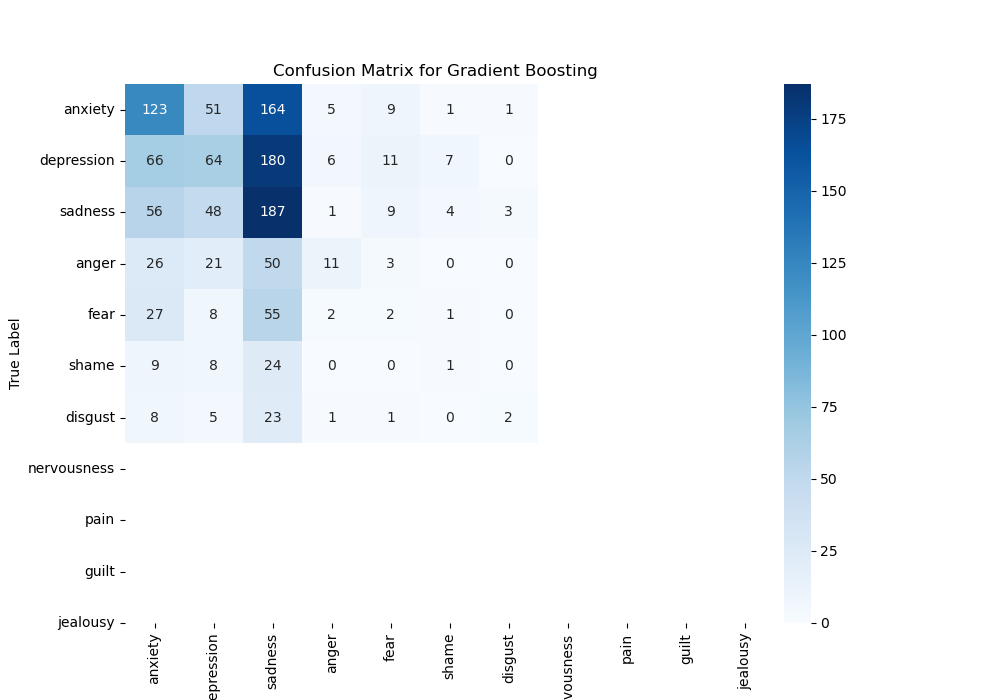 Confusion Matrix for Gradient Boosting
anxiety 123 51 164 5 9 1 1
depression 66 64 180 6 11 7 0
sadness 56 48 187 1 9 4 3
anger 26 21 50 11 3 0 0
fear 27 8 55 2 2 1 0
shame 9 8 24 0 0 1 0
disgust 8 5 23 1 1 0 2
nervousness
pain
guilt
jealousy
True Label
anxiety
epression
sadness
anger
fear
shame
disgust
vousness
pain
guilt
jealousy
175
150
125
100
75
50
25
0